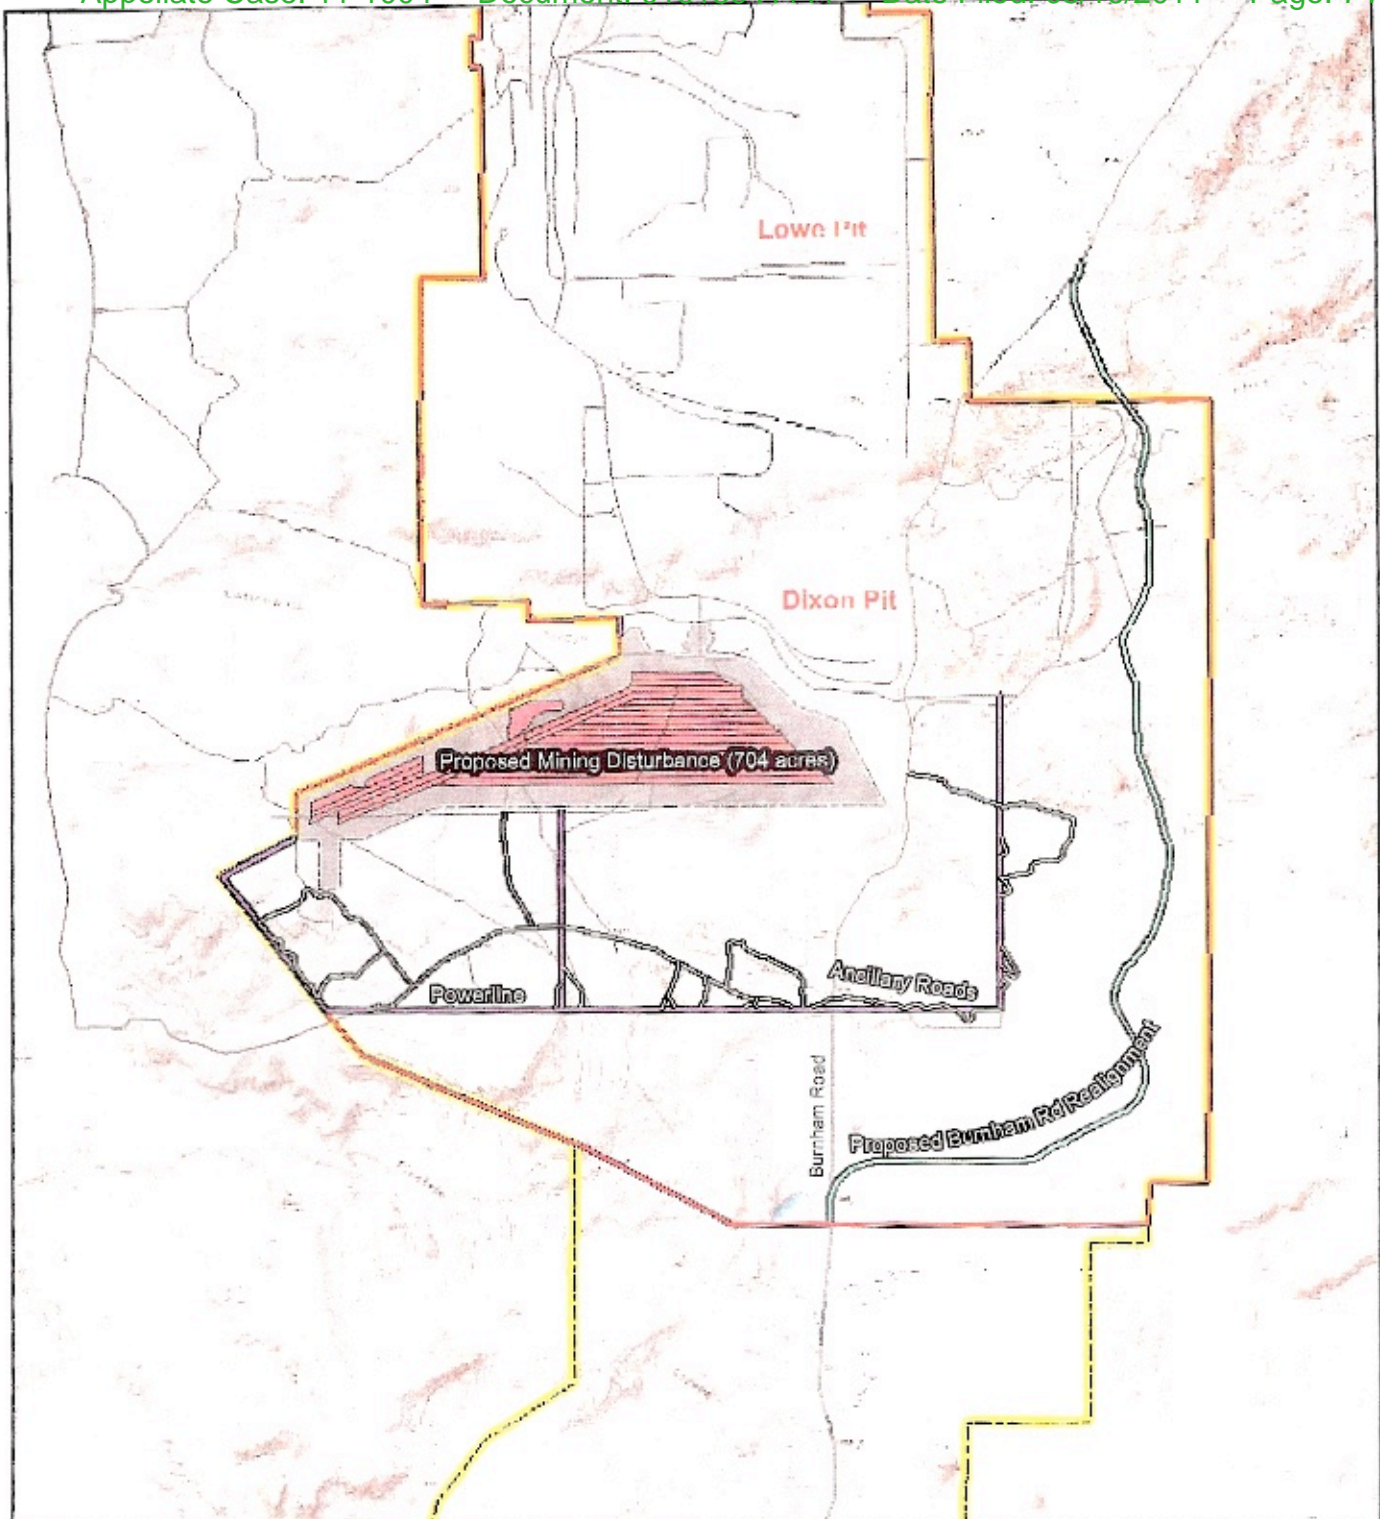 Lowe Pit
Dixon Pit
Proposed Mining Disturbance (704 acres)
Powerline
Ancillary Roads
Burnham Road
Proposed Burnham Rd Realignment